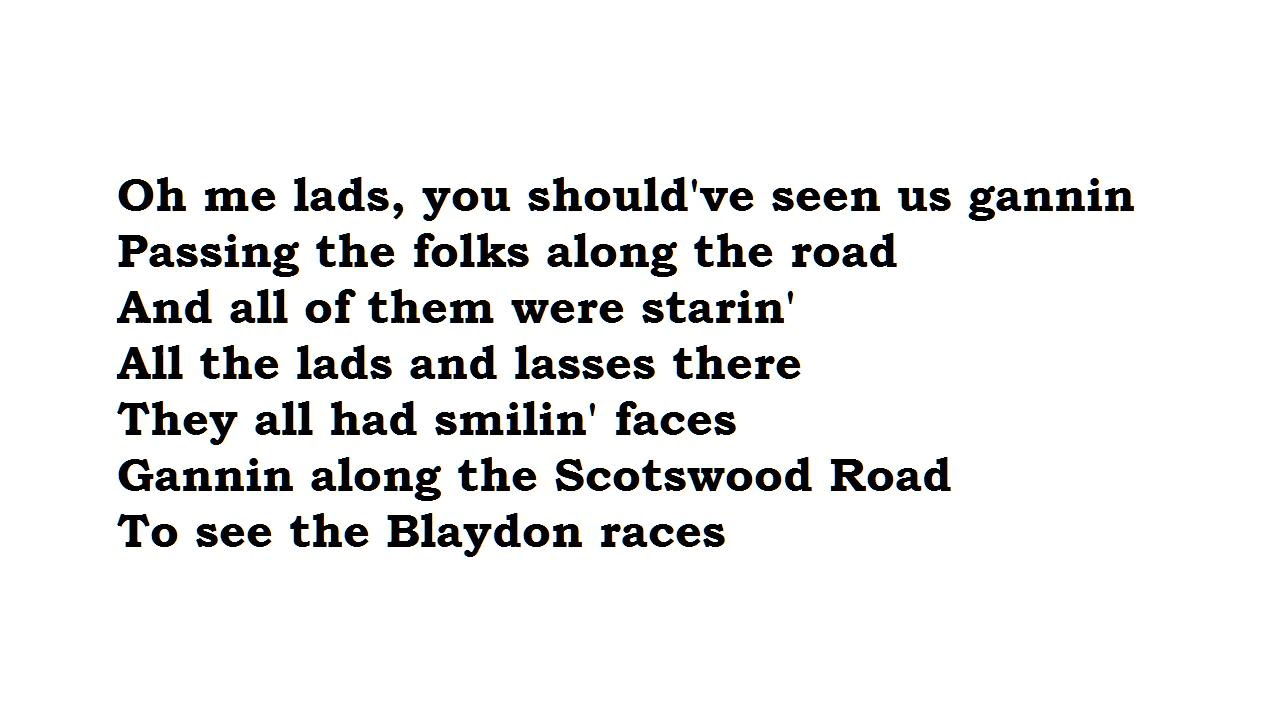 Oh me lads, you should've seen us gannin
Passing the folks along the road
And all of them were starin'
All the lads and lasses there
They all had smilin' faces
Gannin along the Scotswood Road
To see the Blaydon races